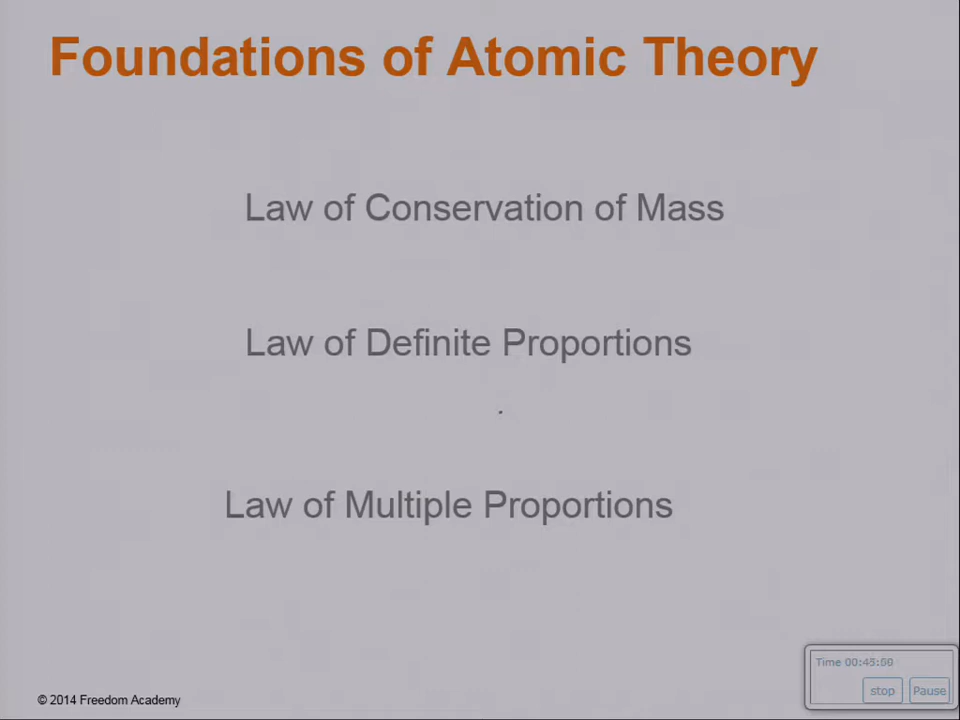 Foundations of Atomic Theory
Law of Conservation of Mass
Law of Definite Proportions
Law of Multiple Proportions
Time 00:45:00
stop Pause
© 2014 Freedom Academy